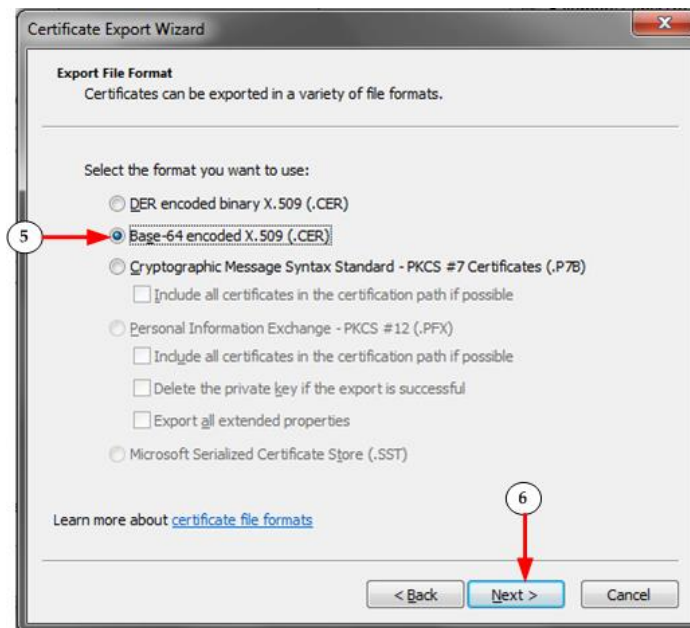 Certificate Export Wizard
Export File Format
Certificates can be exported in a variety of file formats.
Select the format you want to use:
DER encoded binary X.509 (.CER)
5
Base-64 encoded X.509 (.CER)
Cryptographic Message Syntax Standard - PKCS #7 Certificates (.P7B)
Include all certificates in the certification path if possible
Personal Information Exchange - PKCS #12 (.PFX)
Include all certificates in the certification path if possible
Delete the private key if the export is successful
Export all extended properties
Microsoft Serialized Certificate Store (.SST)
6
Learn more about certificate file formats
< Back Next > Cancel